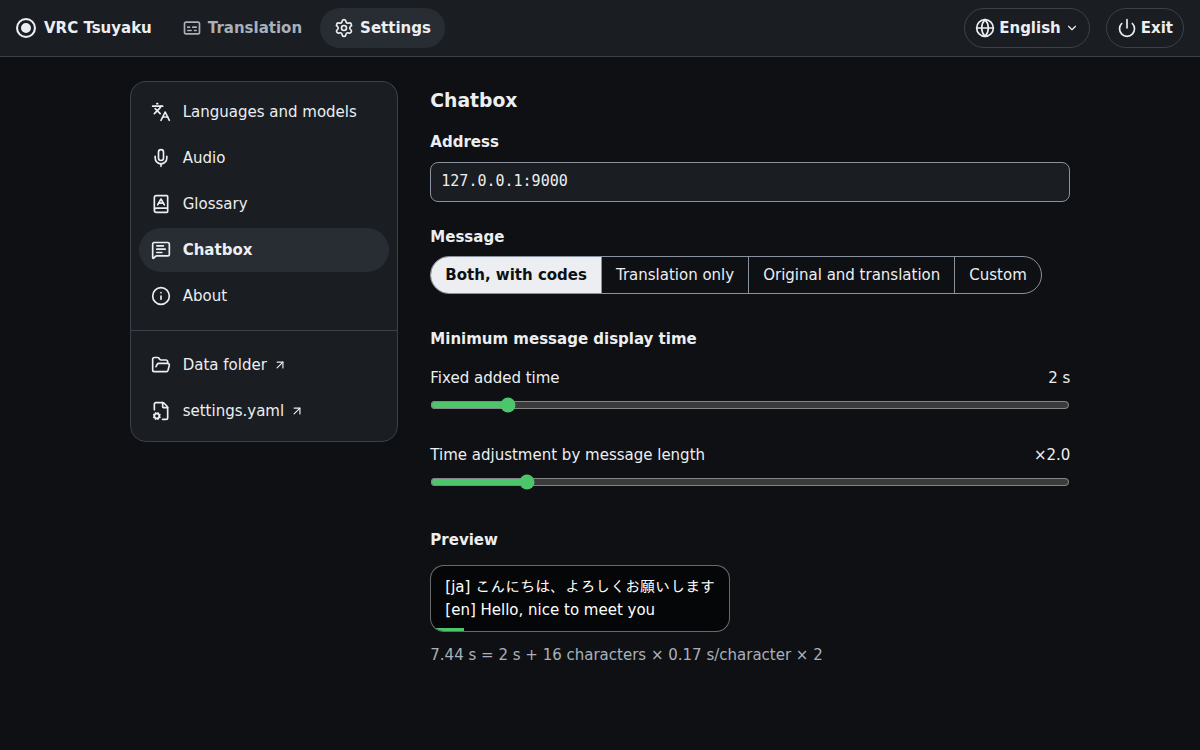 VRC Tsuyaku
Translation
Settings
English
Exit
Languages and models
Audio
Glossary
Chatbox
About
Data folder
settings.yaml
Chatbox
Address
127.0.0.1:9000
Message
Both, with codes
Translation only
Original and translation
Custom
Minimum message display time
Fixed added time
2 s
Time adjustment by message length
×2.0
Preview
[ja] こんにちは、よろしくお願いします
[en] Hello, nice to meet you
7.44 s = 2 s + 16 characters × 0.17 s/character × 2